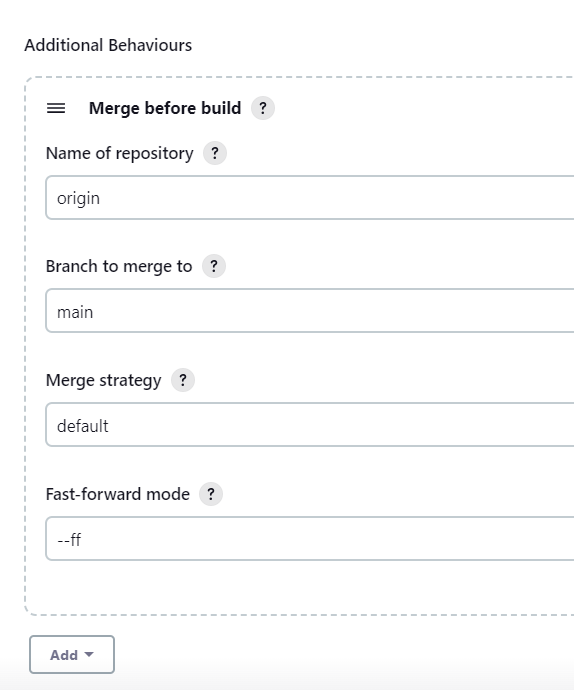 Additional Behaviours
Merge before build ?
Name of repository ?
origin
Branch to merge to ?
main
Merge strategy ?
default
Fast-forward mode ?
--ff
Add